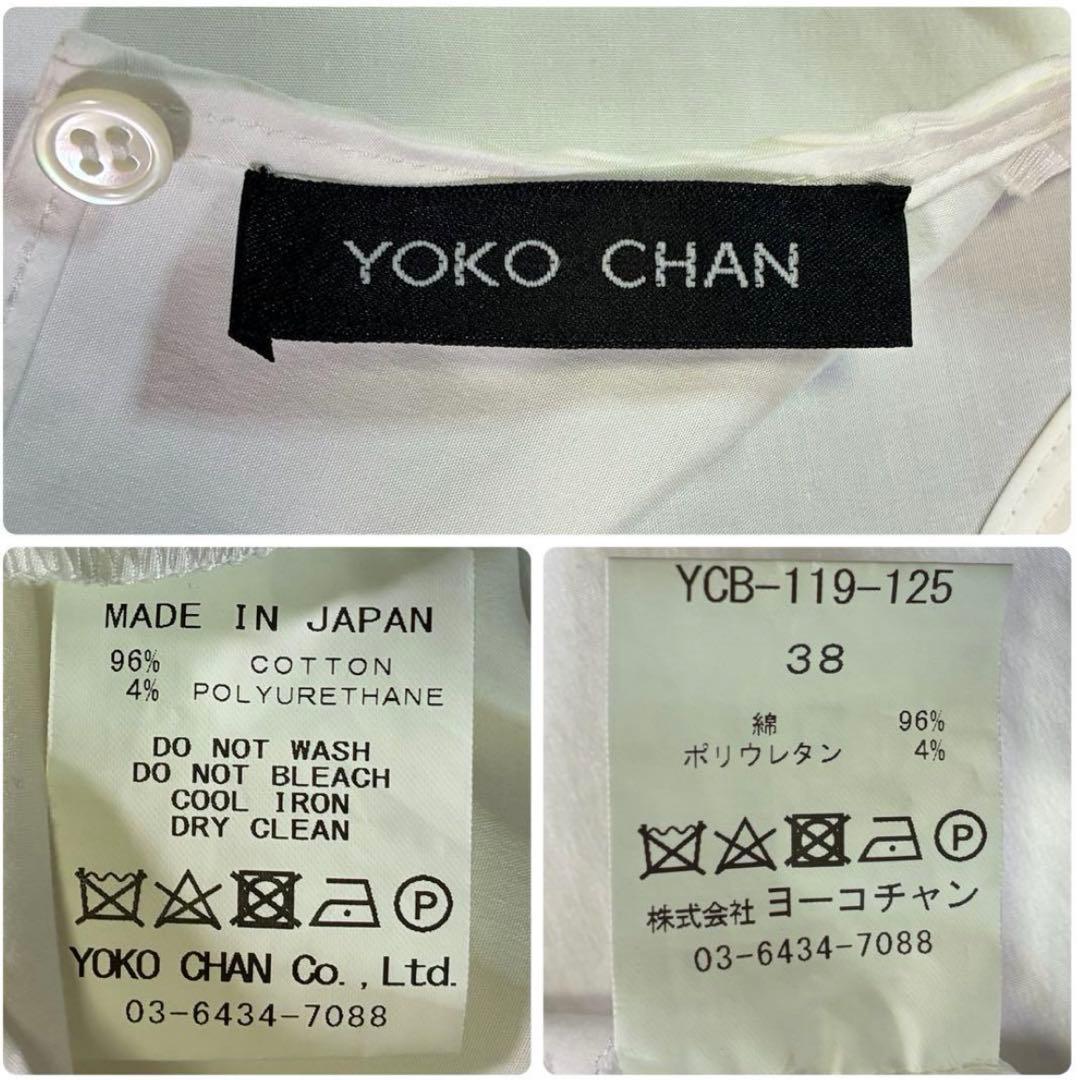 YOKO CHAN
MADE IN JAPAN
96% COTTON
4% POLYURETHANE
DO NOT WASH
DO NOT BLEACH
COOL IRON
DRY CLEAN
P
YOKO CHAN Co., Ltd.
03-6434-7088
YCB-119-125
38
綿 96%
ポリウレタン 4%
P
株式会社 ヨーコチャン
03-6434-7088